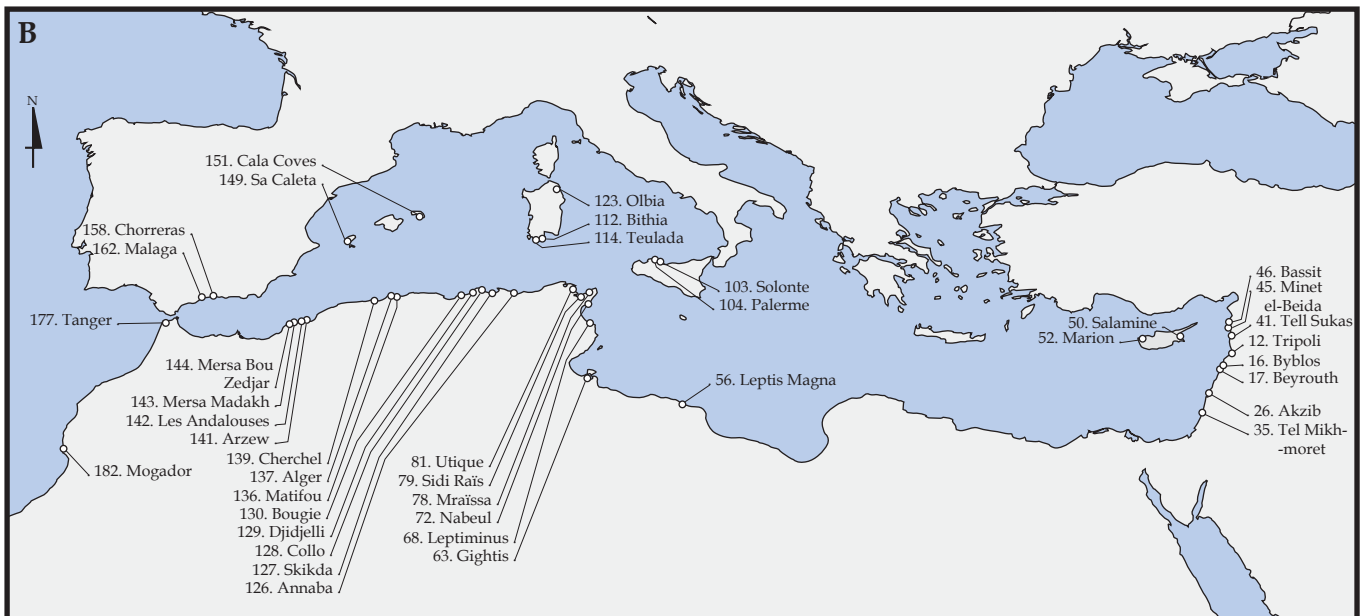 B
N
151. Cala Coves
149. Sa Caleta
158. Chorreras
162. Malaga
177. Tanger
144. Mersa Bou
Zedjar
143. Mersa Madakh
142. Les Andalouses
141. Arzew
139. Cherchel
137. Alger
136. Matifou
130. Bougie
129. Djidjelli
128. Collo
127. Skikda
126. Annaba
182. Mogador
123. Olbia
112. Bithia
114. Teulada
103. Solonte
104. Palerme
81. Utique
79. Sidi Raïs
78. Mraïssa
72. Nabeul
68. Leptiminus
63. Gightis
56. Leptis Magna
50. Salamine
52. Marion
46. Bassit
45. Minet
el-Beida
41. Tell Sukas
12. Tripoli
16. Byblos
17. Beyrouth
26. Akzib
35. Tel Mikh-
-moret